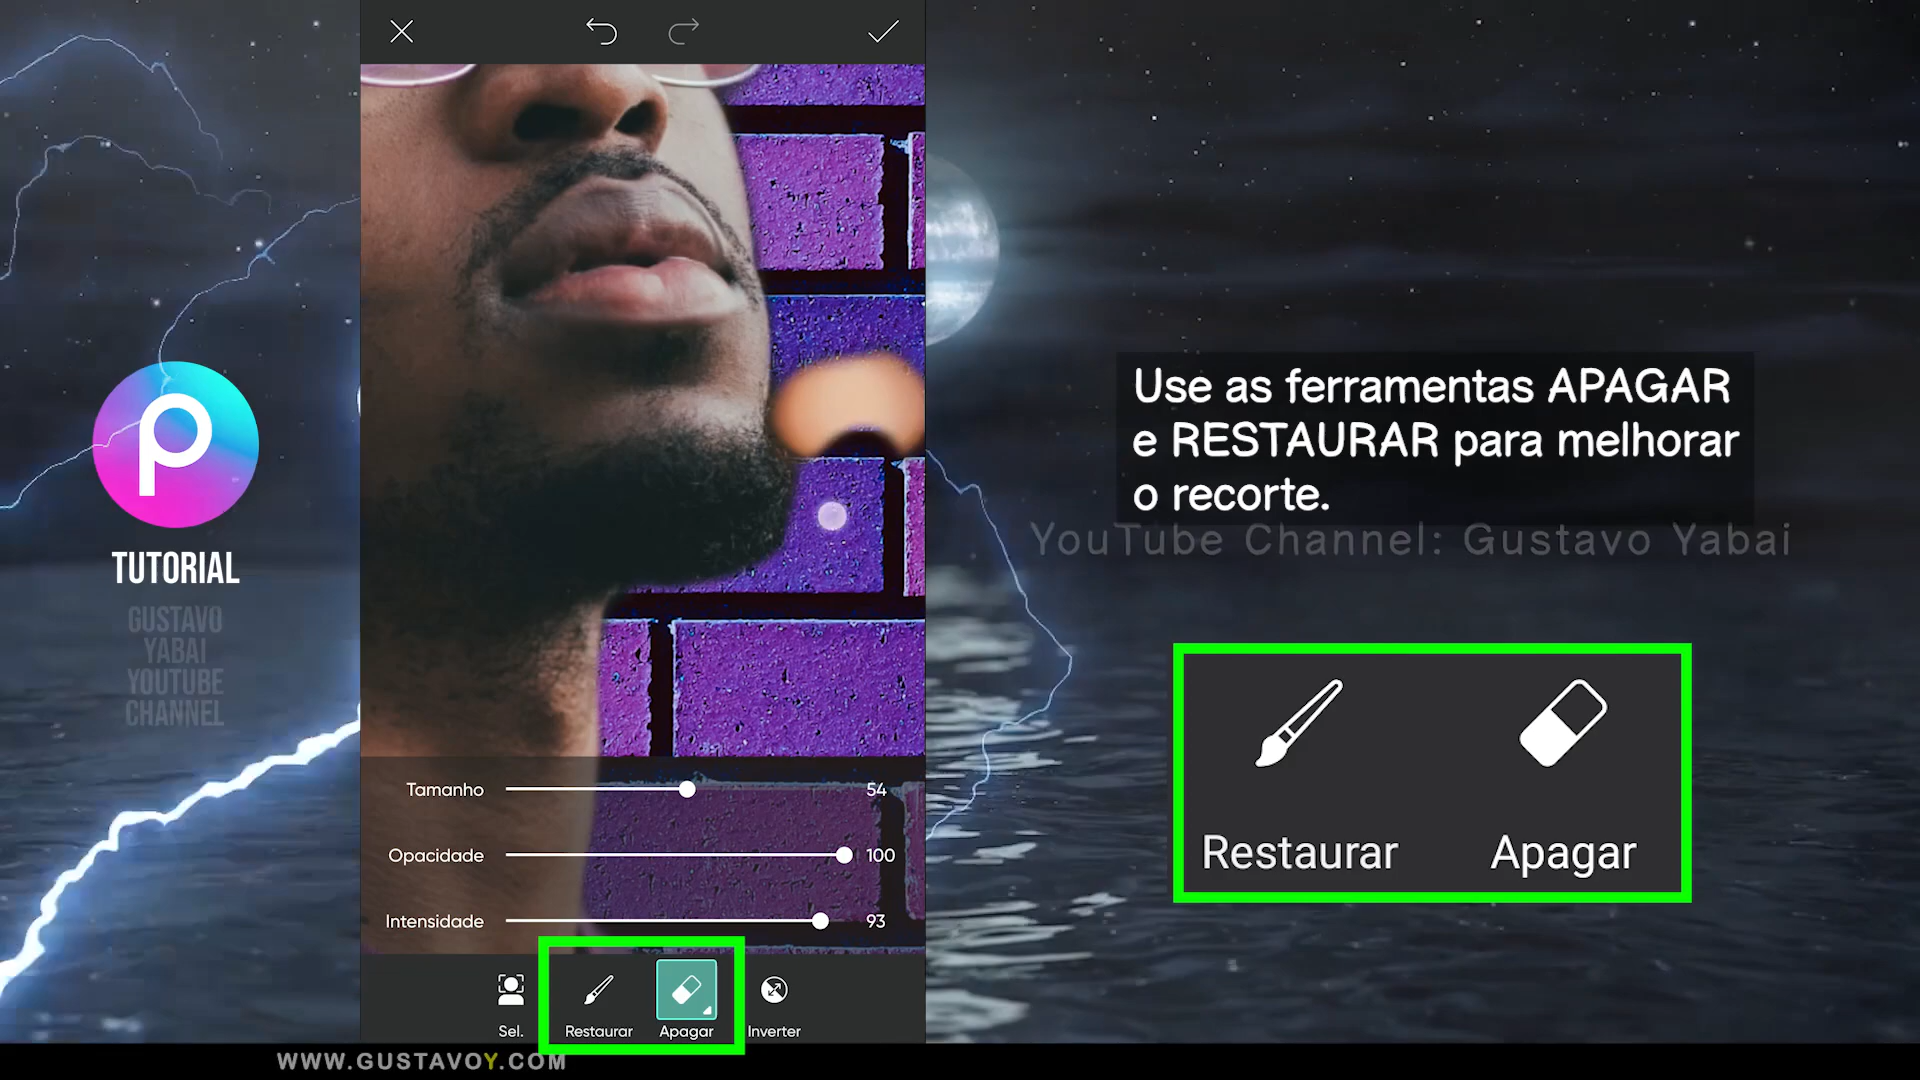 TUTORIAL
GUSTAVO
YABAI
YOUTUBE
CHANNEL
Tamanho 54
Opacidade 100
Intensidade 93
Sel. Restaurar Apagar Inverter
Use as ferramentas APAGAR
e RESTAURAR para melhorar
o recorte.
YouTube Channel: Gustavo Yabai
Restaurar Apagar
WWW.GUSTAVOY.COM